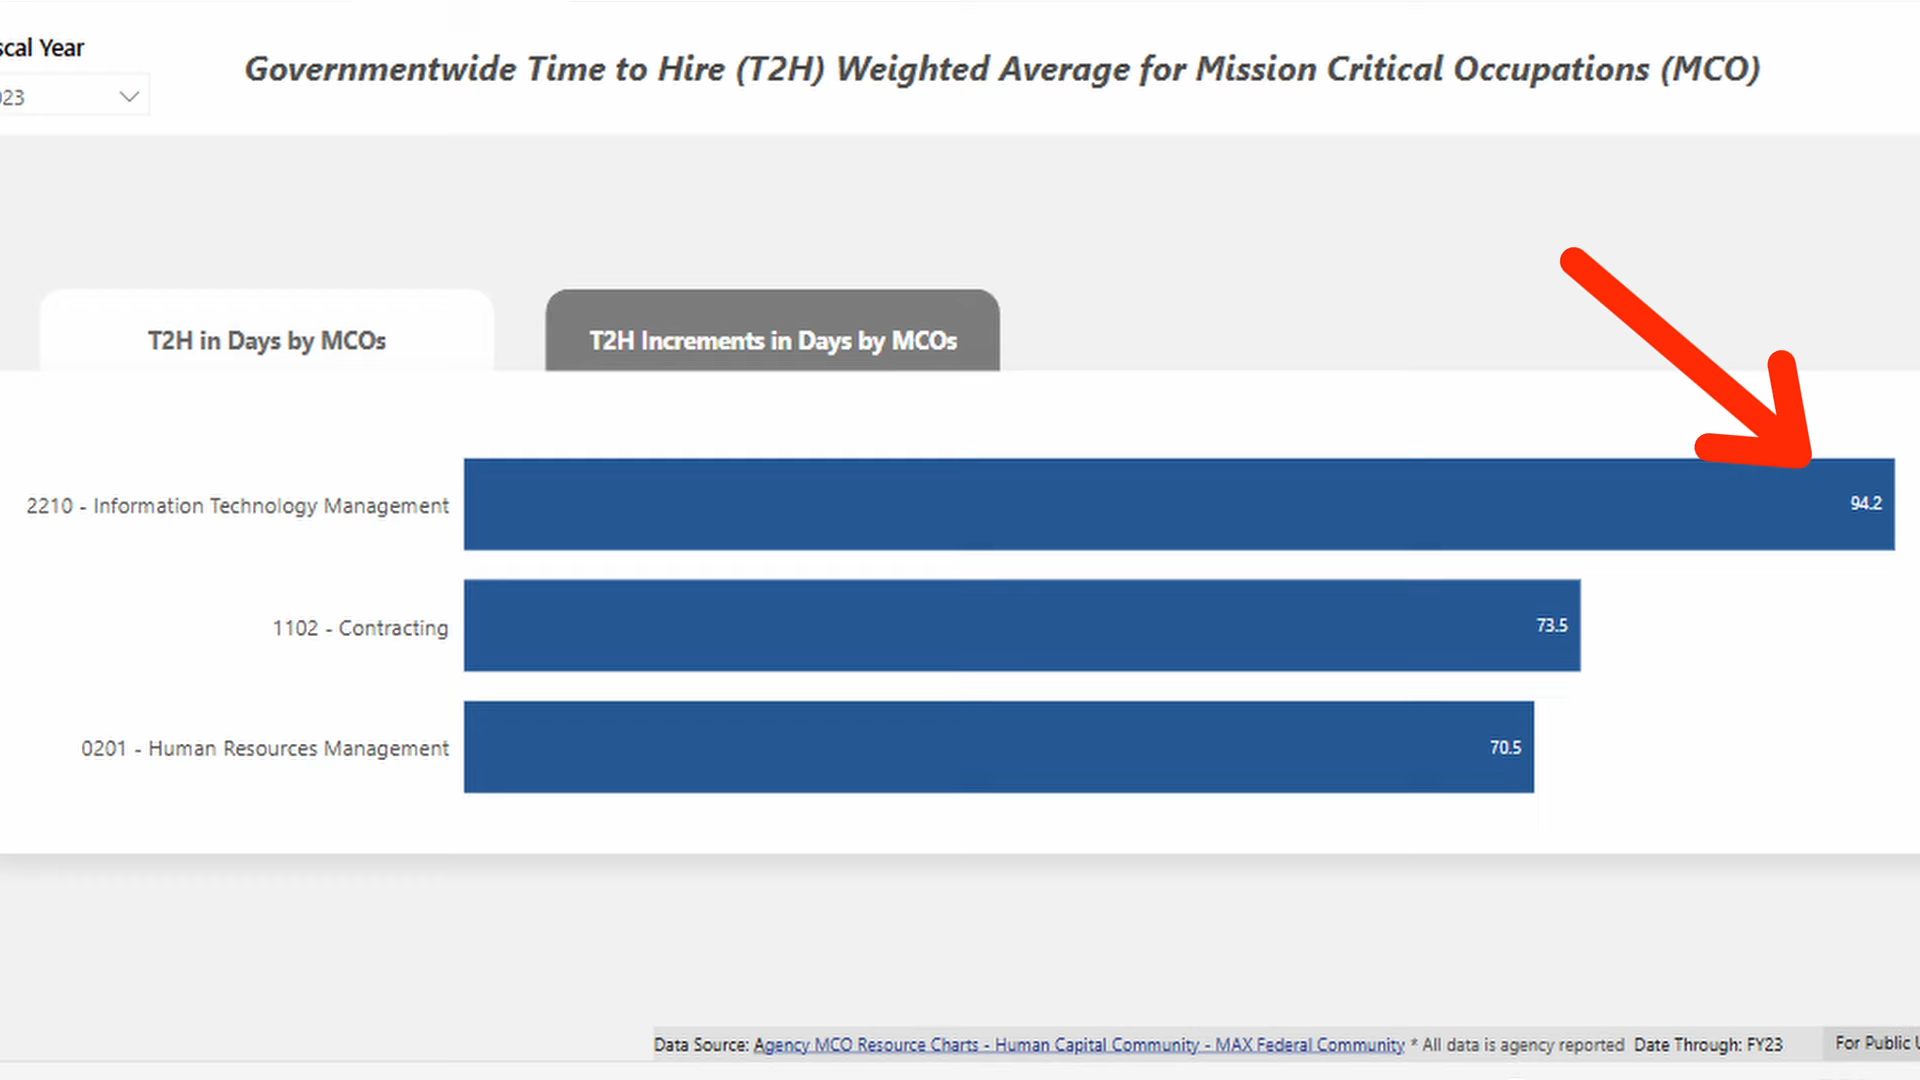 scal Year
023
Governmentwide Time to Hire (T2H) Weighted Average for Mission Critical Occupations (MCO)
T2H in Days by MCOs
T2H Increments in Days by MCOs
2210 - Information Technology Management
94.2
1102 - Contracting
73.5
0201 - Human Resources Management
70.5
Data Source: Agency MCO Resource Charts - Human Capital Community - MAX Federal Community * All data is agency reported Date Through: FY23
For Public U